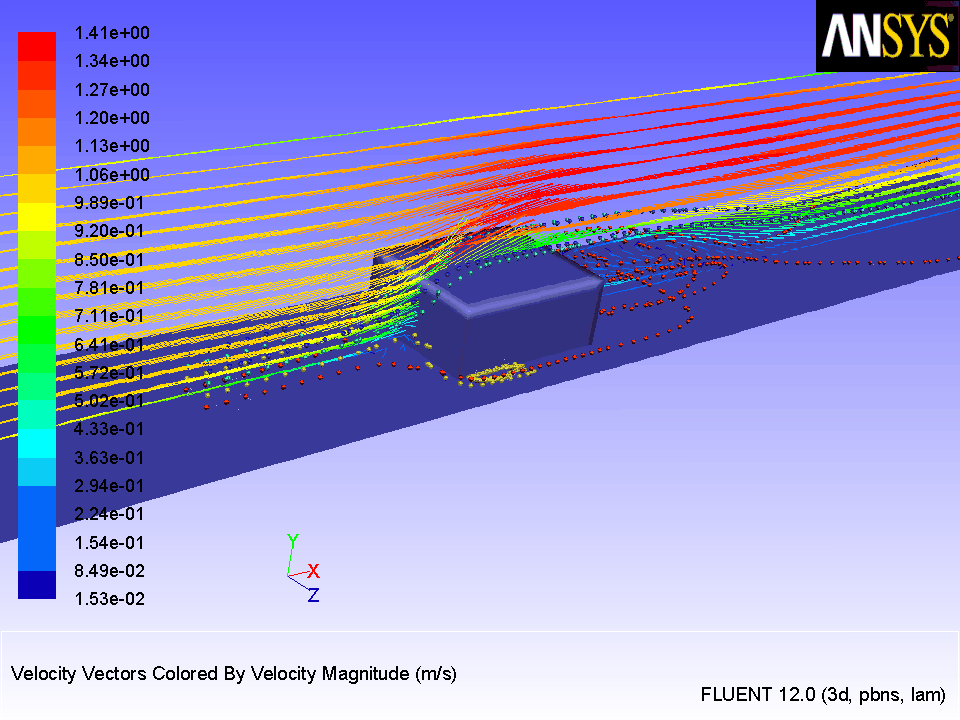 ANSYS
1.41e+00
1.34e+00
1.27e+00
1.20e+00
1.13e+00
1.06e+00
9.89e-01
9.20e-01
8.50e-01
7.81e-01
7.11e-01
6.41e-01
5.72e-01
5.02e-01
4.33e-01
3.63e-01
2.94e-01
2.24e-01
1.54e-01
8.49e-02
1.53e-02
Y
X
Z
Velocity Vectors Colored By Velocity Magnitude (m/s)
FLUENT 12.0 (3d, pbns, lam)